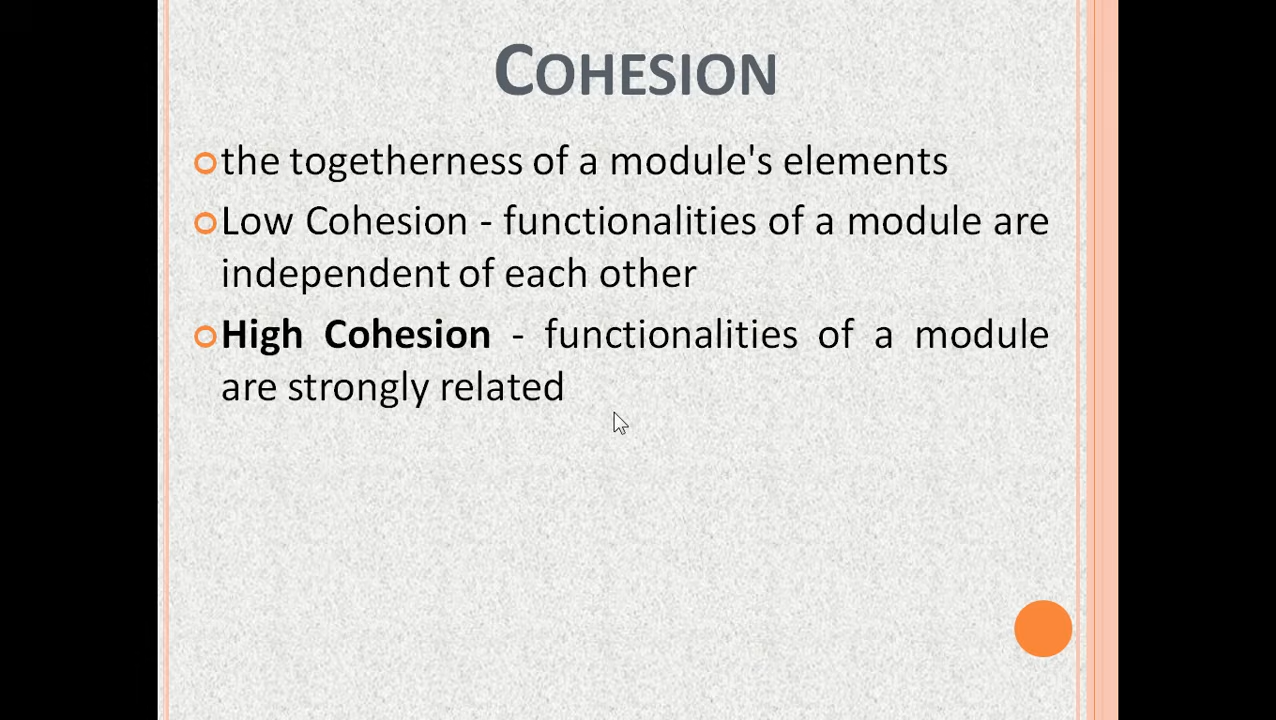 COHESION
the togetherness of a module's elements
Low Cohesion - functionalities of a module are
independent of each other
High Cohesion - functionalities of a module
are strongly related